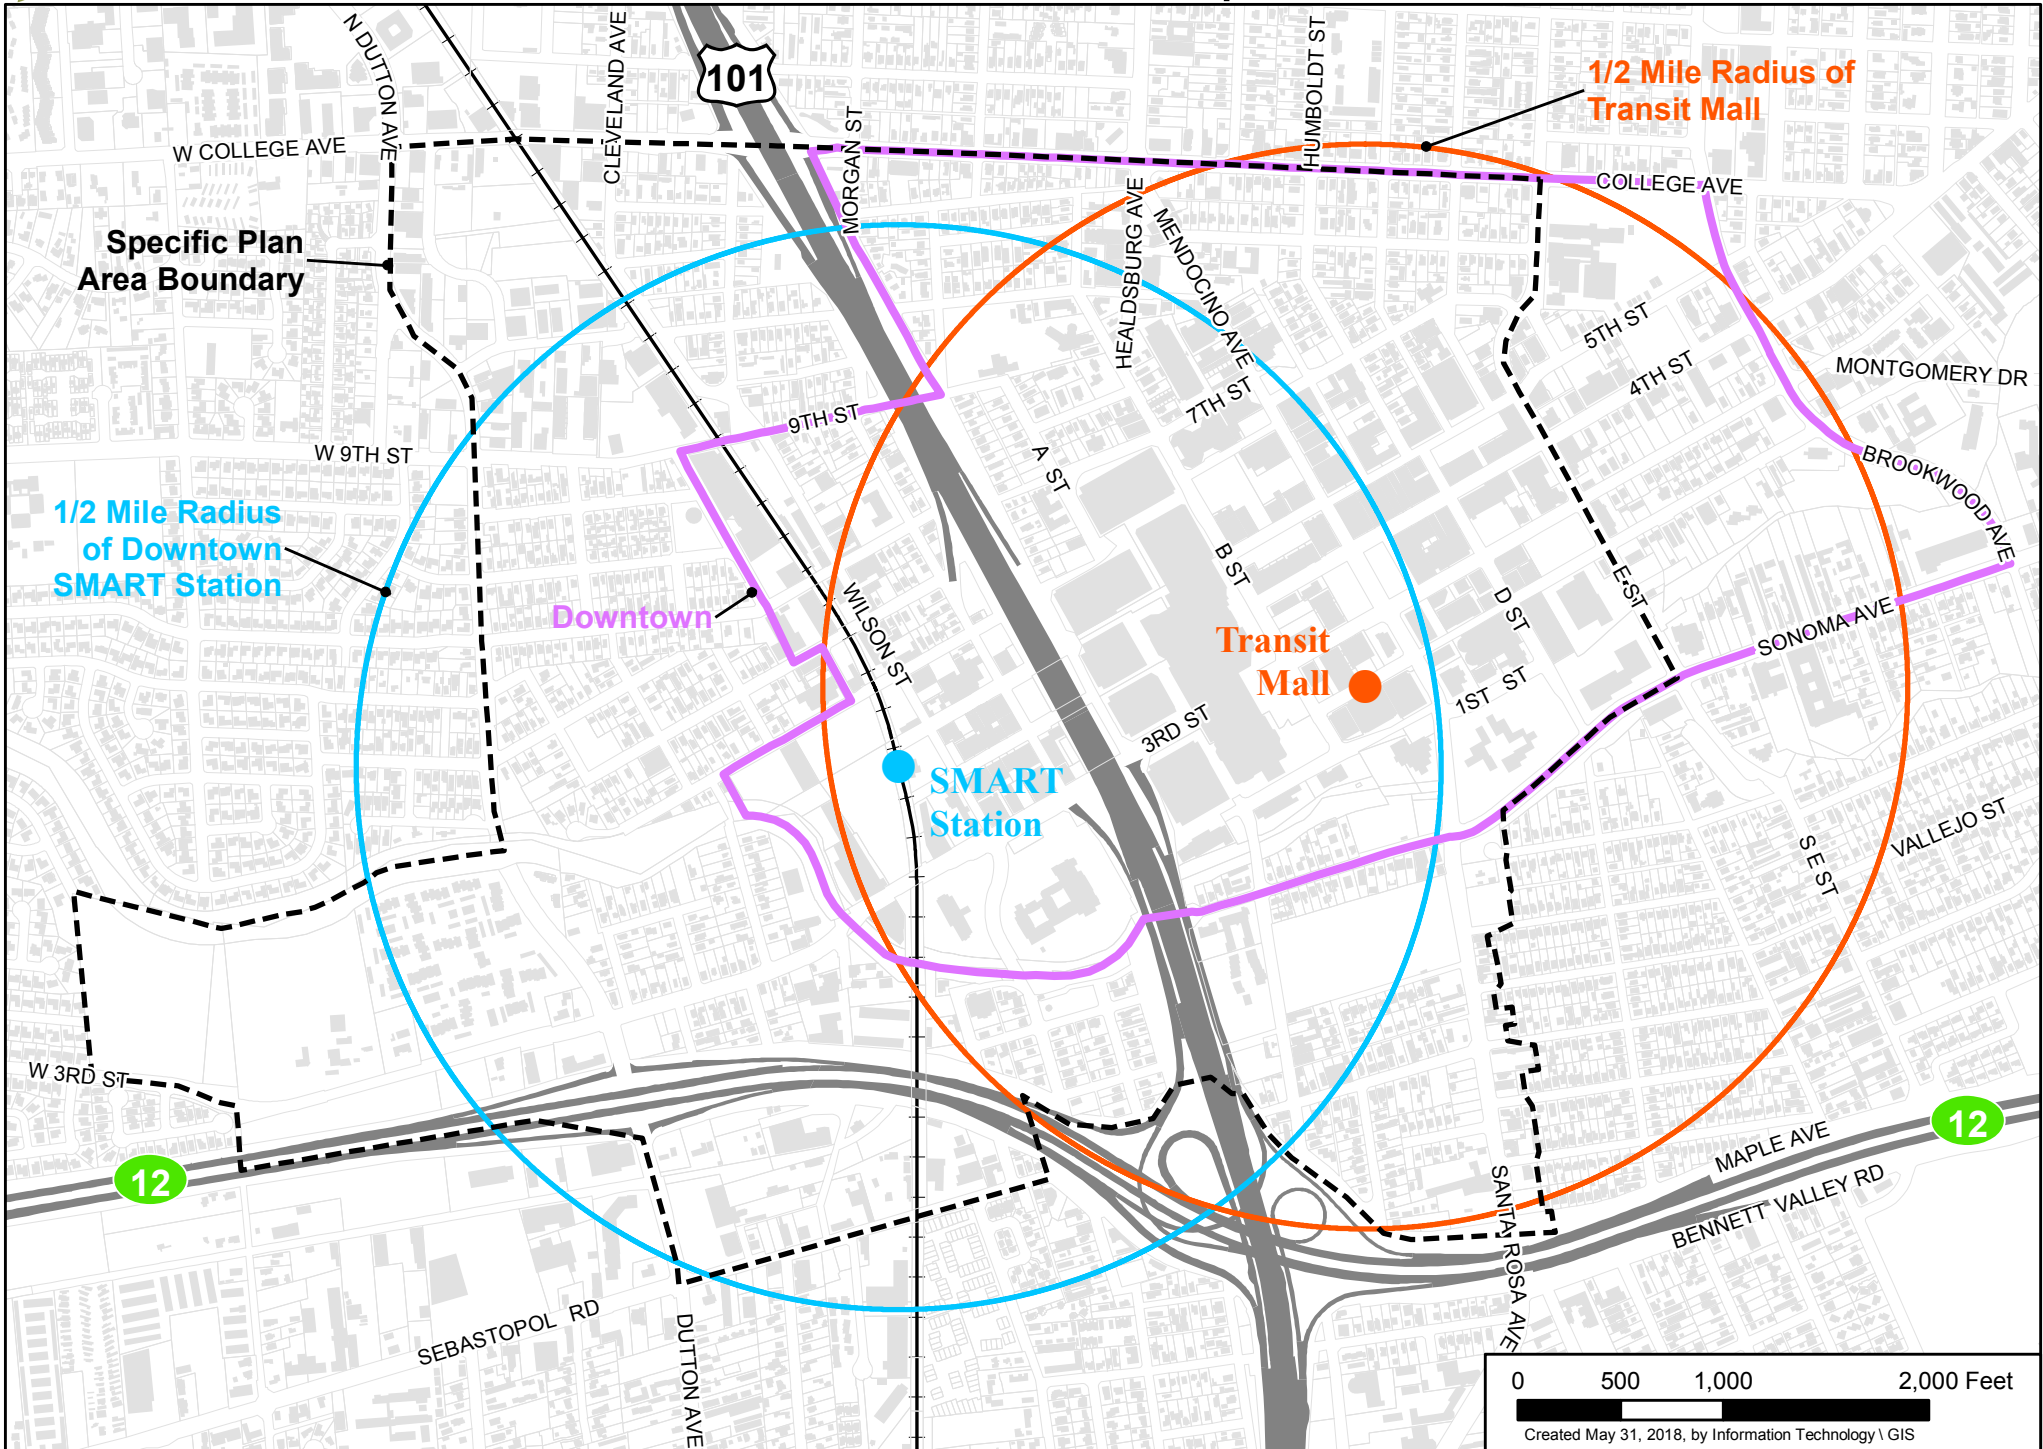 N DUTTON AVE
CLEVELAND AVE
101
HUMBOLDT ST
1/2 Mile Radius of
Transit Mall
W COLLEGE AVE
MORGAN ST
COLLEGE AVE
Specific Plan
Area Boundary
HEALDSBURG AVE
MENDOCINO AVE
5TH ST
4TH ST
MONTGOMERY DR
7TH ST
9TH ST
W 9TH ST
A ST
BROOKWOOD AVE
1/2 Mile Radius
of Downtown
SMART Station
B ST
E ST
D ST
Downtown
WILSON ST
SONOMA AVE
Transit
Mall
1ST ST
3RD ST
SMART
Station
VALLEJO ST
S E ST
W 3RD ST
12
12
MAPLE AVE
BENNETT VALLEY RD
SANTA ROSA AVE
SEBASTOPOL RD
DUTTON AVE
0 500 1,000 2,000 Feet
Created May 31, 2018, by Information Technology \ GIS